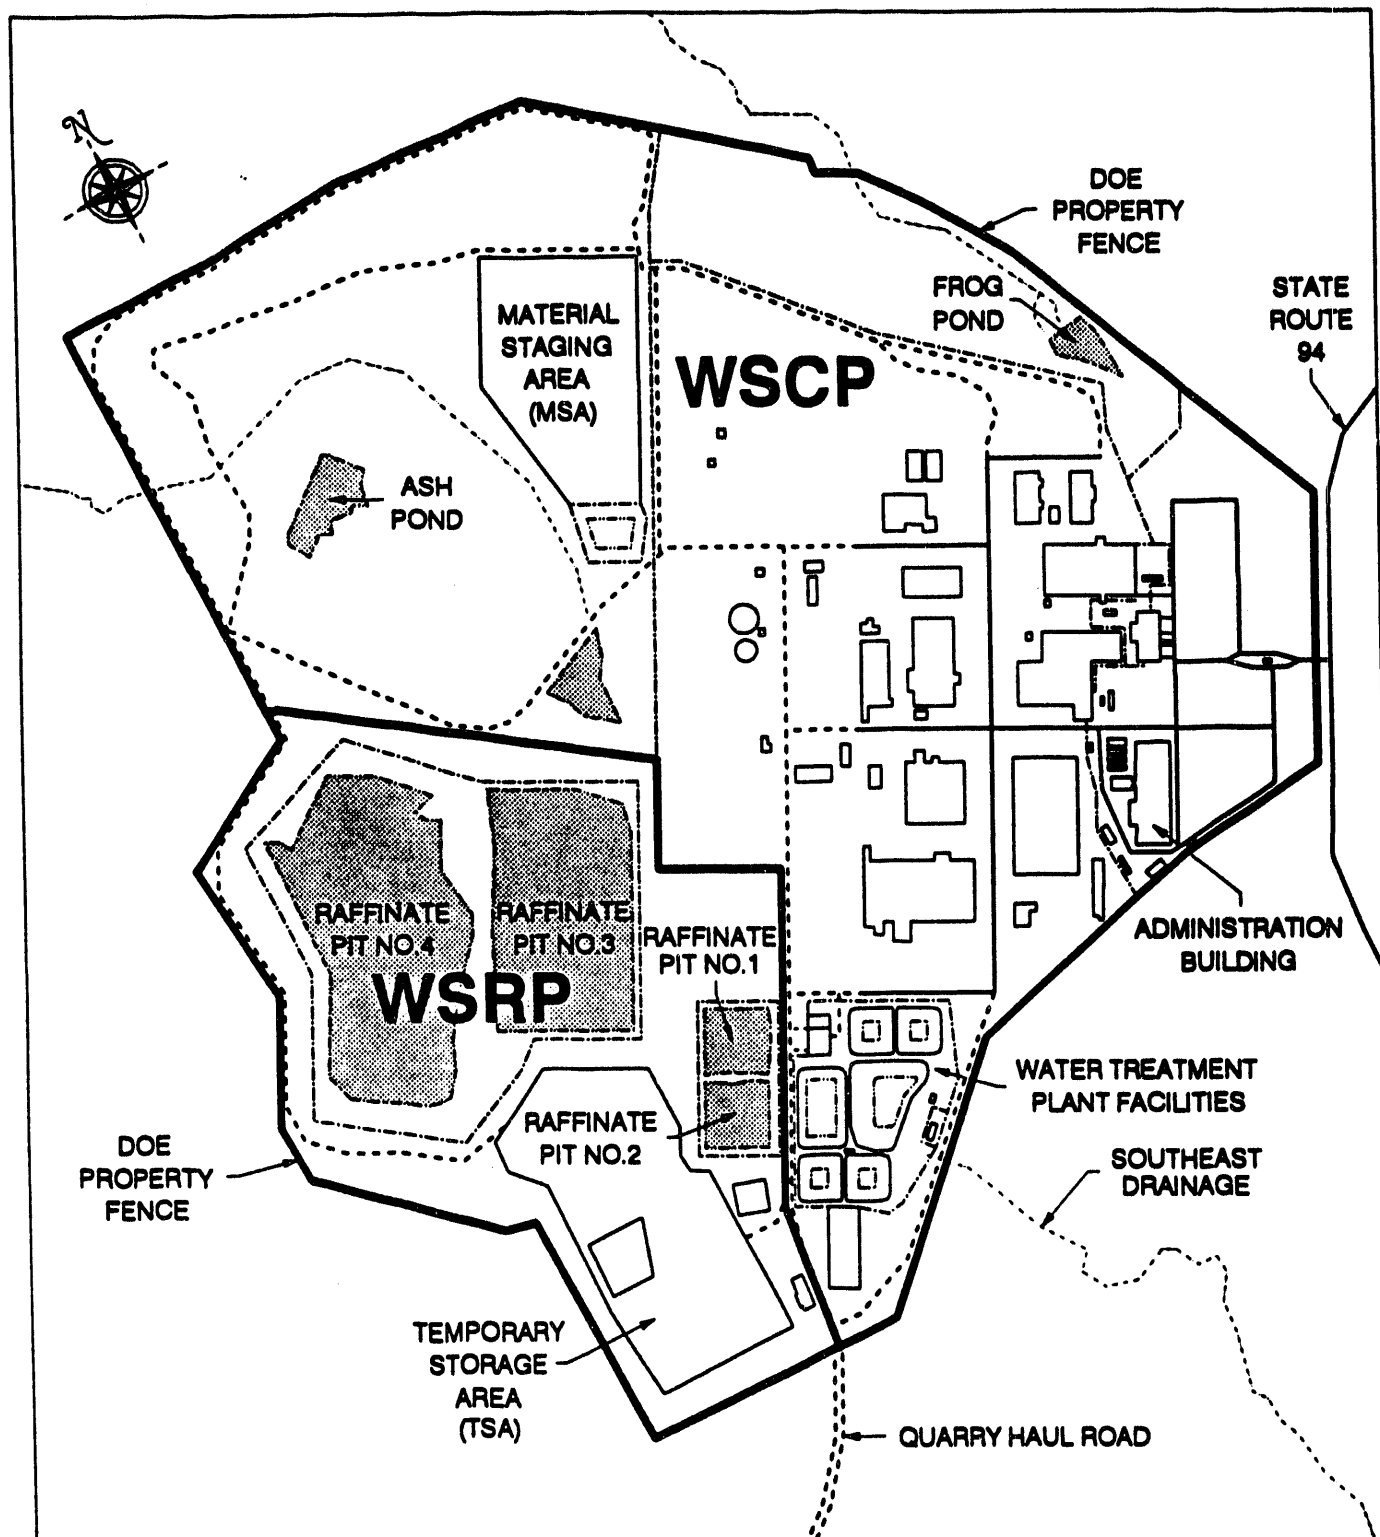 N
DOE
PROPERTY
FENCE
FROG
POND
STATE
ROUTE
94
MATERIAL
STAGING
AREA
(MSA)
WSCP
ASH
POND
RAFFINATE
PIT NO.4
RAFFINATE
PIT NO.3
RAFFINATE
PIT NO.1
WSRP
ADMINISTRATION
BUILDING
WATER TREATMENT
PLANT FACILITIES
RAFFINATE
PIT NO.2
DOE
PROPERTY
FENCE
SOUTHEAST
DRAINAGE
TEMPORARY
STORAGE
AREA
(TSA)
QUARRY HAUL ROAD